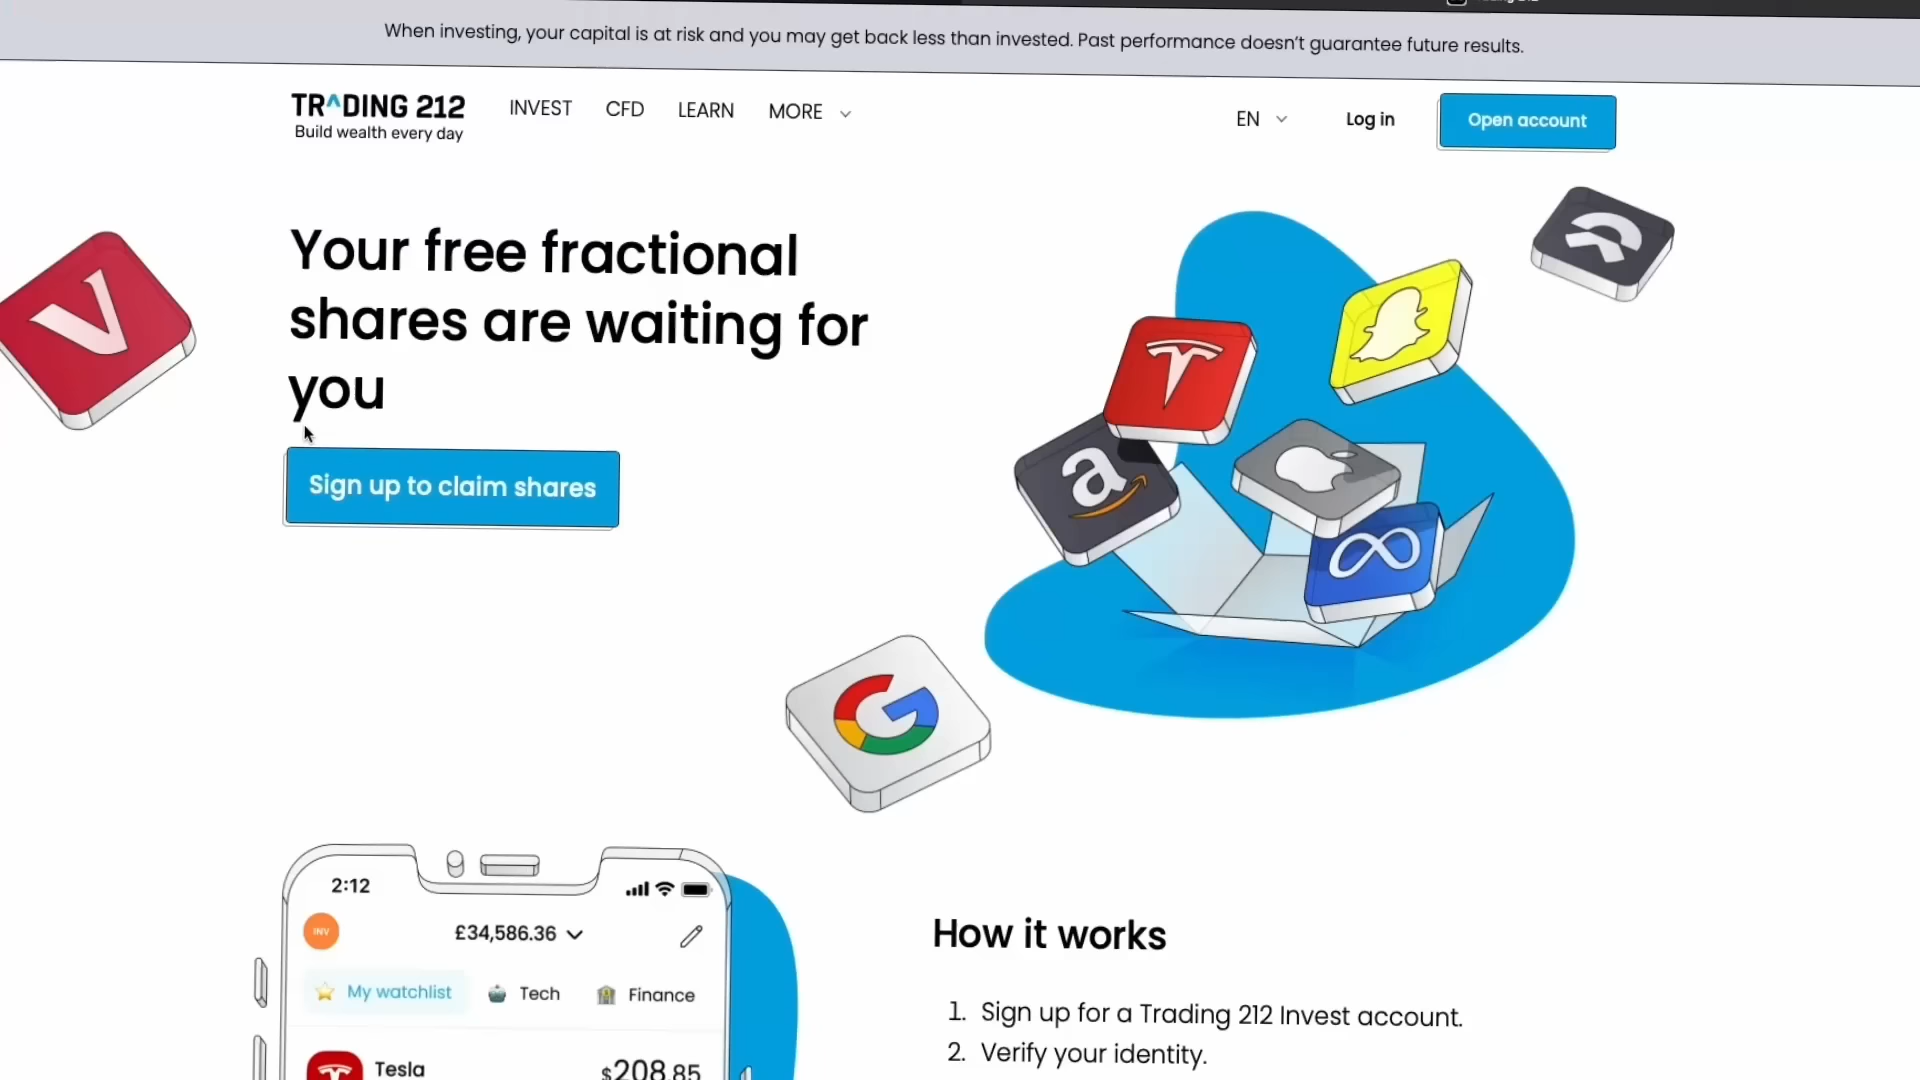 When investing, your capital is at risk and you may get back less than invested. Past performance doesn't guarantee future results.
TRADING 212
Build wealth every day
INVEST
CFD
LEARN
MORE
EN
Log in
Open account
Your free fractional
shares are waiting for
you
Sign up to claim shares
2:12
INV
£34,586.36
My watchlist
Tech
Finance
Tesla
$208.85
How it works
1. Sign up for a Trading 212 Invest account.
2. Verify your identity.